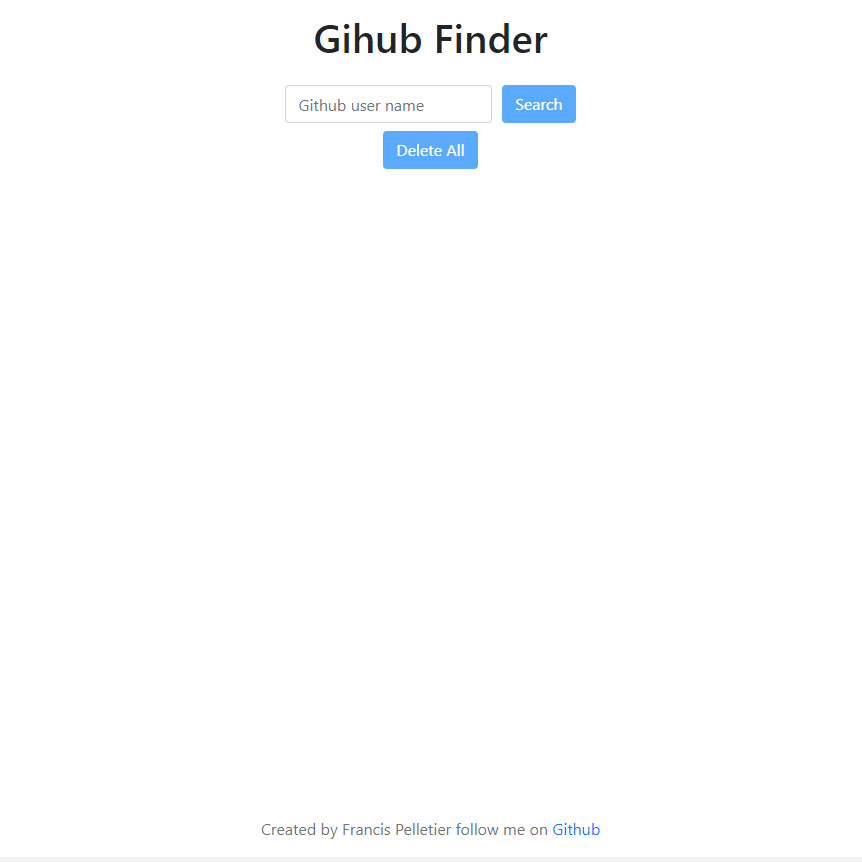 Gihub Finder
Github user name
Search
Delete All
Created by Francis Pelletier follow me on Github